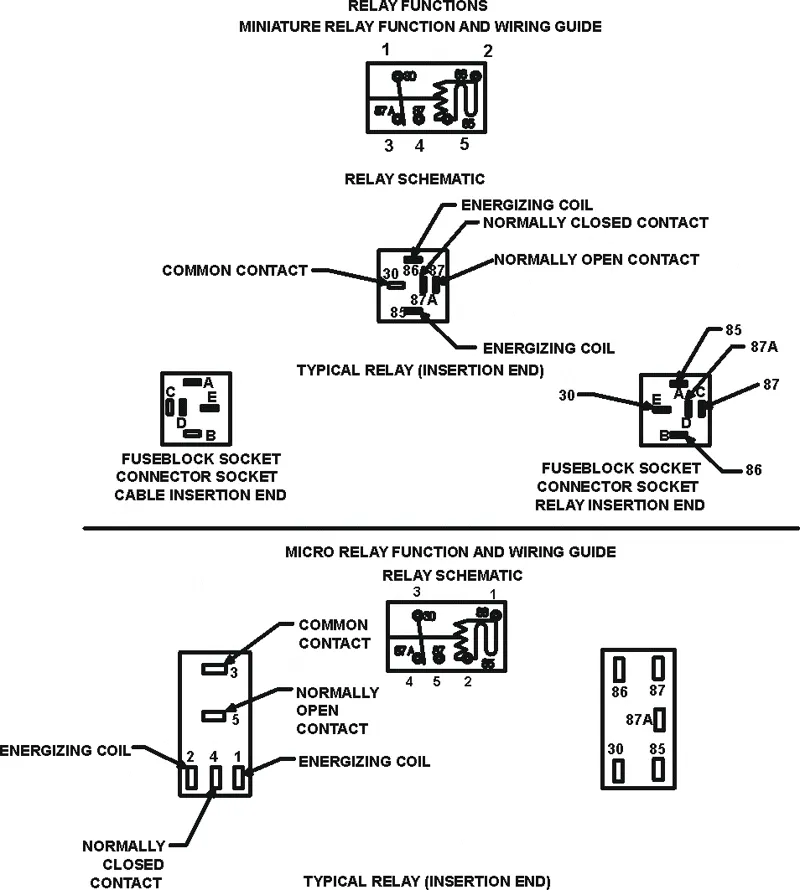 RELAY FUNCTIONS
MINIATURE RELAY FUNCTION AND WIRING GUIDE
1 2
30 86
87A 87 85
3 4 5
RELAY SCHEMATIC
ENERGIZING COIL
NORMALLY CLOSED CONTACT
NORMALLY OPEN CONTACT
COMMON CONTACT
30 86 87
87A
85
ENERGIZING COIL
TYPICAL RELAY (INSERTION END)
A
C E
D
B
FUSEBLOCK SOCKET
CONNECTOR SOCKET
CABLE INSERTION END
85
87A
87
30
A C
E
D
B
86
FUSEBLOCK SOCKET
CONNECTOR SOCKET
RELAY INSERTION END
MICRO RELAY FUNCTION AND WIRING GUIDE
RELAY SCHEMATIC
3 1
30 86
87A 87 85
4 5 2
COMMON
CONTACT
3
NORMALLY
OPEN
CONTACT
5
ENERGIZING COIL
2 4 1
ENERGIZING COIL
NORMALLY
CLOSED
CONTACT
86 87
87A
30 85
TYPICAL RELAY (INSERTION END)